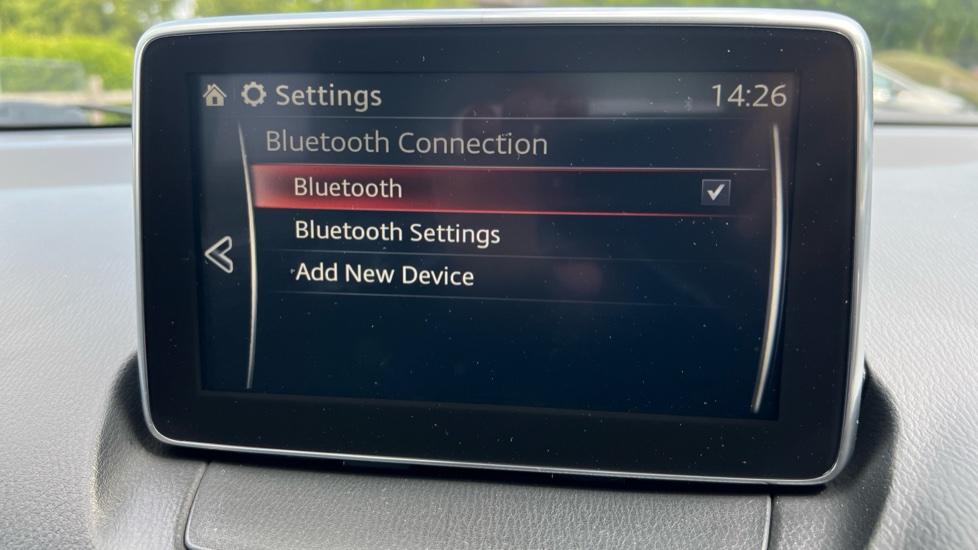 Settings 14:26
Bluetooth Connection
Bluetooth
Bluetooth Settings
Add New Device